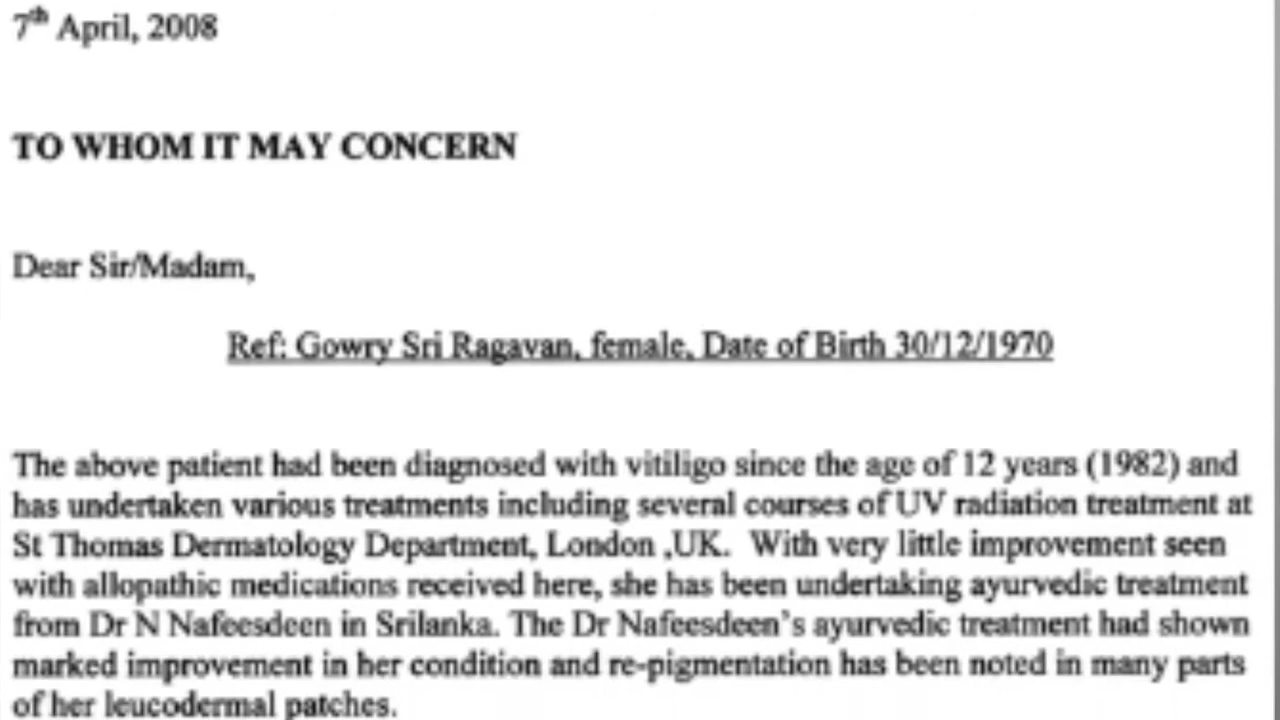 7th April, 2008
TO WHOM IT MAY CONCERN
Dear Sir/Madam,
Ref: Gowry Sri Ragavan, female, Date of Birth 30/12/1970
The above patient had been diagnosed with vitiligo since the age of 12 years (1982) and
has undertaken various treatments including several courses of UV radiation treatment at
St Thomas Dermatology Department, London ,UK.  With very little improvement seen
with allopathic medications received here, she has been undertaking ayurvedic treatment
from Dr N Nafeesdeen in Srilanka. The Dr Nafeesdeen's ayurvedic treatment had shown
marked improvement in her condition and re-pigmentation has been noted in many parts
of her leucodermal patches.